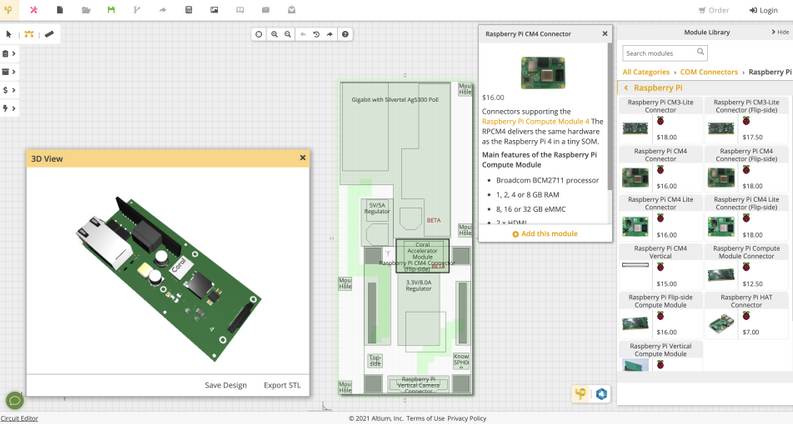 Order
Login
Module Library
Hide
Search modules
All Categories > COM Connectors > Raspberry Pi
Raspberry Pi
Raspberry Pi CM3-Lite Connector
$18.00
Raspberry Pi CM3-Lite Connector (Flip-side)
$17.50
Raspberry Pi CM4 Connector
$16.00
Raspberry Pi CM4 Connector (Flip-side)
$18.00
Raspberry Pi CM4 Lite Connector
$16.00
Raspberry Pi CM4 Lite Connector (Flip-side)
$18.00
Raspberry Pi CM4 Vertical
$15.00
Raspberry Pi Compute Module Connector
$12.50
Raspberry Pi Flip-side Compute Module
$16.00
Raspberry Pi HAT Connector
$7.00
Raspberry Pi Vertical Compute Module
Raspberry Pi CM4 Connector
$16.00
Connectors supporting the
Raspberry Pi Compute Module 4 The
RPCM4 delivers the same hardware
as the Raspberry Pi 4 in a tiny SOM.
Main features of the Raspberry Pi
Compute Module
• Broadcom BCM2711 processor
• 1, 2, 4 or 8 GB RAM
• 8, 16 or 32 GB eMMC
• 2 x HDMI
Add this module
3D View
Coral
Save Design
Export STL
Gigabit with Silvertel Ag5300 PoE
Mou
Hole
5V/5A
Regulator
BETA
Mou
Hole
Coral
Accelerator
Module
Raspberry Pi CM4 Connector
(Flip-side)
BETA
Mou
Hole
3.3V/8.0A
Regulator
Top-
side
Know
Mou
Hole
Raspberry Pi
Vertical Camera
Connector
Circuit Editor
© 2021 Altium, Inc. Terms of Use Privacy Policy